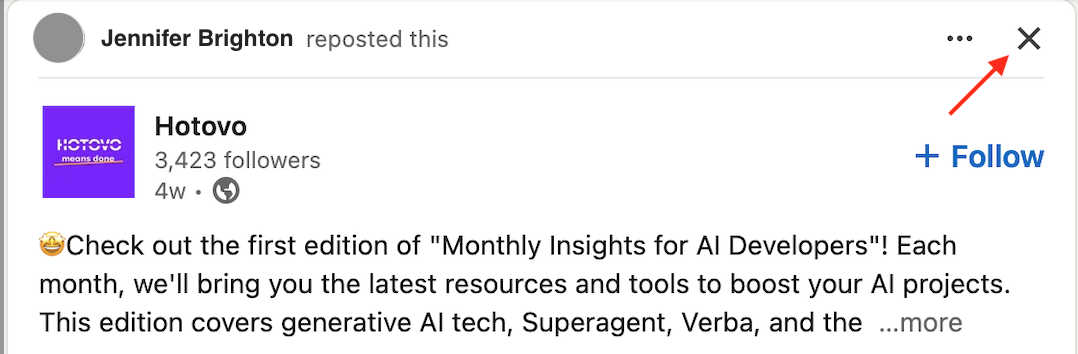 Jennifer Brighton reposted this
HOTOVO
means done
Hotovo
3,423 followers
4w •
+ Follow
🤩Check out the first edition of "Monthly Insights for AI Developers"! Each
month, we'll bring you the latest resources and tools to boost your AI projects.
This edition covers generative AI tech, Superagent, Verba, and the ...more